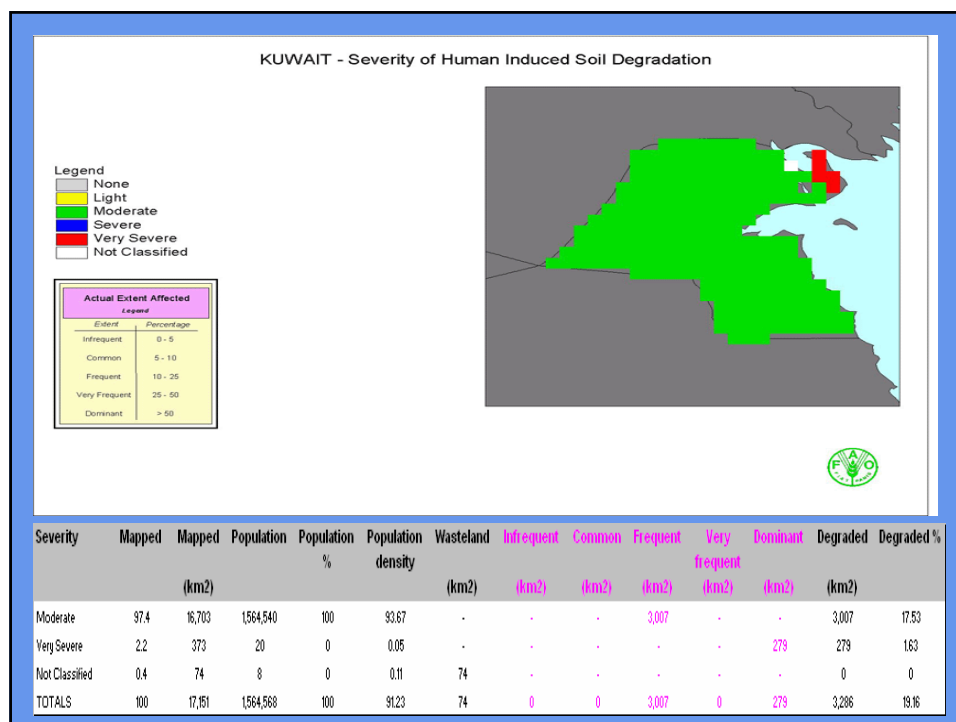 KUWAIT - Severity of Human Induced Soil Degradation
Legend
None
Light
Moderate
Severe
Very Severe
Not Classified
Actual Extent Affected
Legend
Extent Percentage
Infrequent 0 - 5
Common 5 - 10
Frequent 10 - 25
Very Frequent 25 - 50
Dominant > 50
F A O
Severity Mapped Mapped Population Population Population Wasteland Infrequent Common Frequent Very Dominant Degraded Degraded %
% density frequent
(km2) (km2) (km2) (km2) (km2) (km2) (km2) (km2)
Moderate 97.4 16,703 1,564,540 100 93.67 - - - 3,007 - - 3,007 17.53
Very Severe 2.2 373 20 0 0.05 - - - - - 279 279 1.63
Not Classified 0.4 74 8 0 0.11 74 - - - - - 0 0
TOTALS 100 17,151 1,564,568 100 91.23 74 0 0 3,007 0 279 3,286 19.16